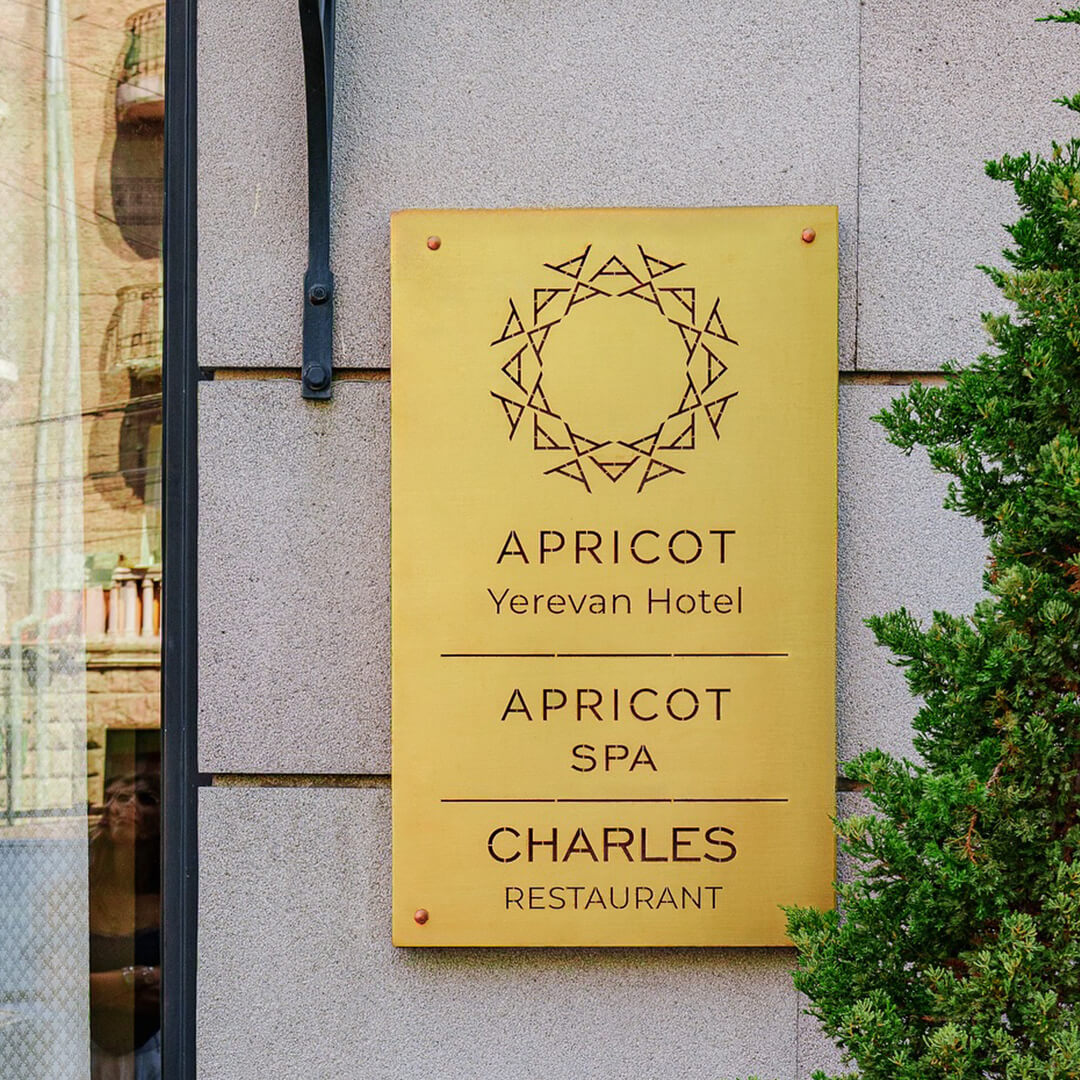 APRICOT
Yerevan Hotel
APRICOT
SPA
CHARLES
RESTAURANT